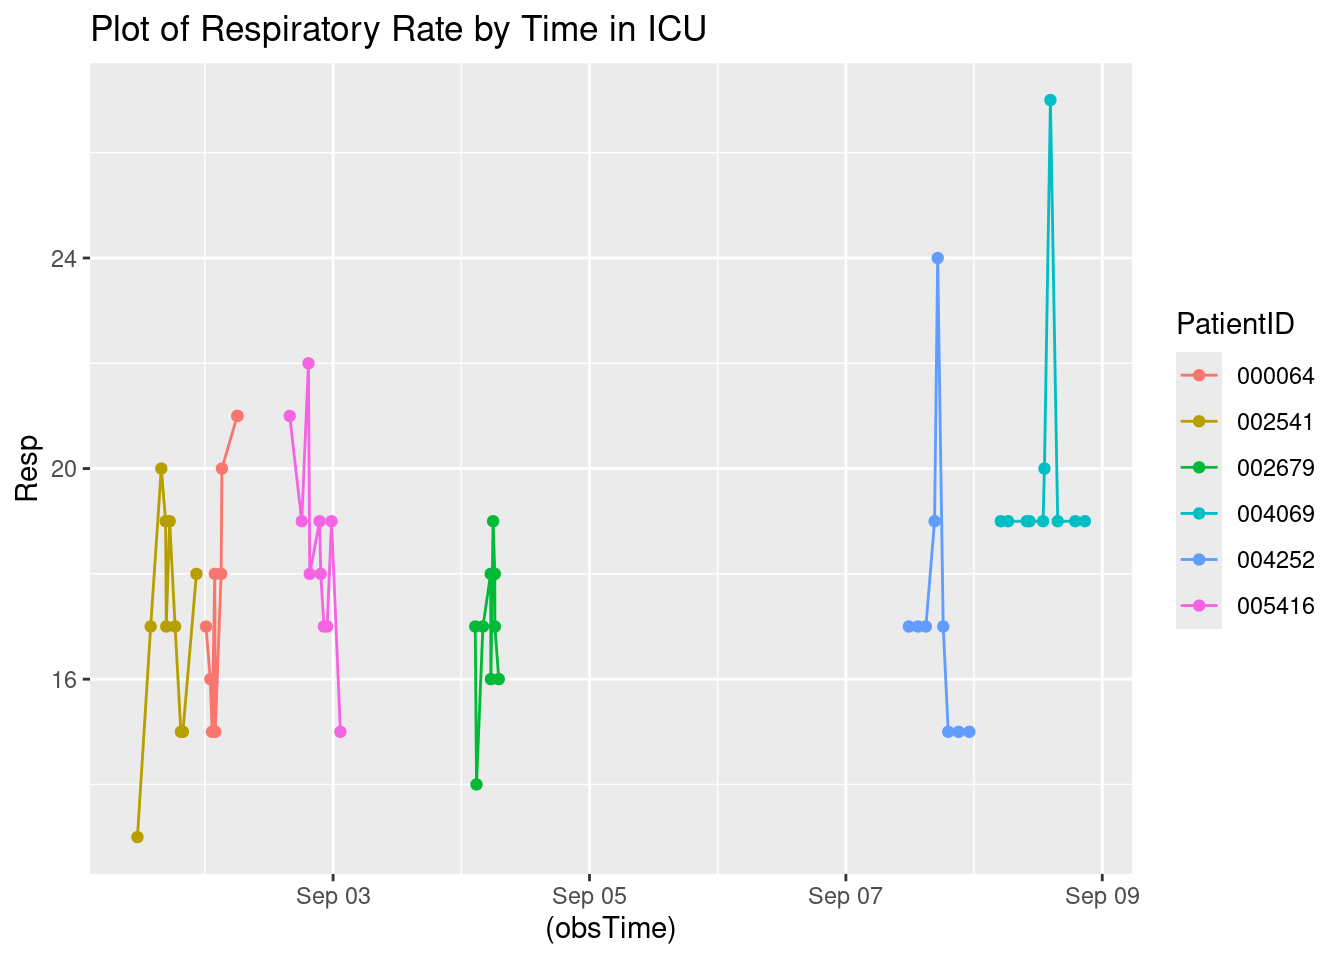 Plot of Respiratory Rate by Time in ICU
Resp
24
20
16
Sep 03
Sep 05
Sep 07
Sep 09
(obsTime)
PatientID
000064
002541
002679
004069
004252
005416